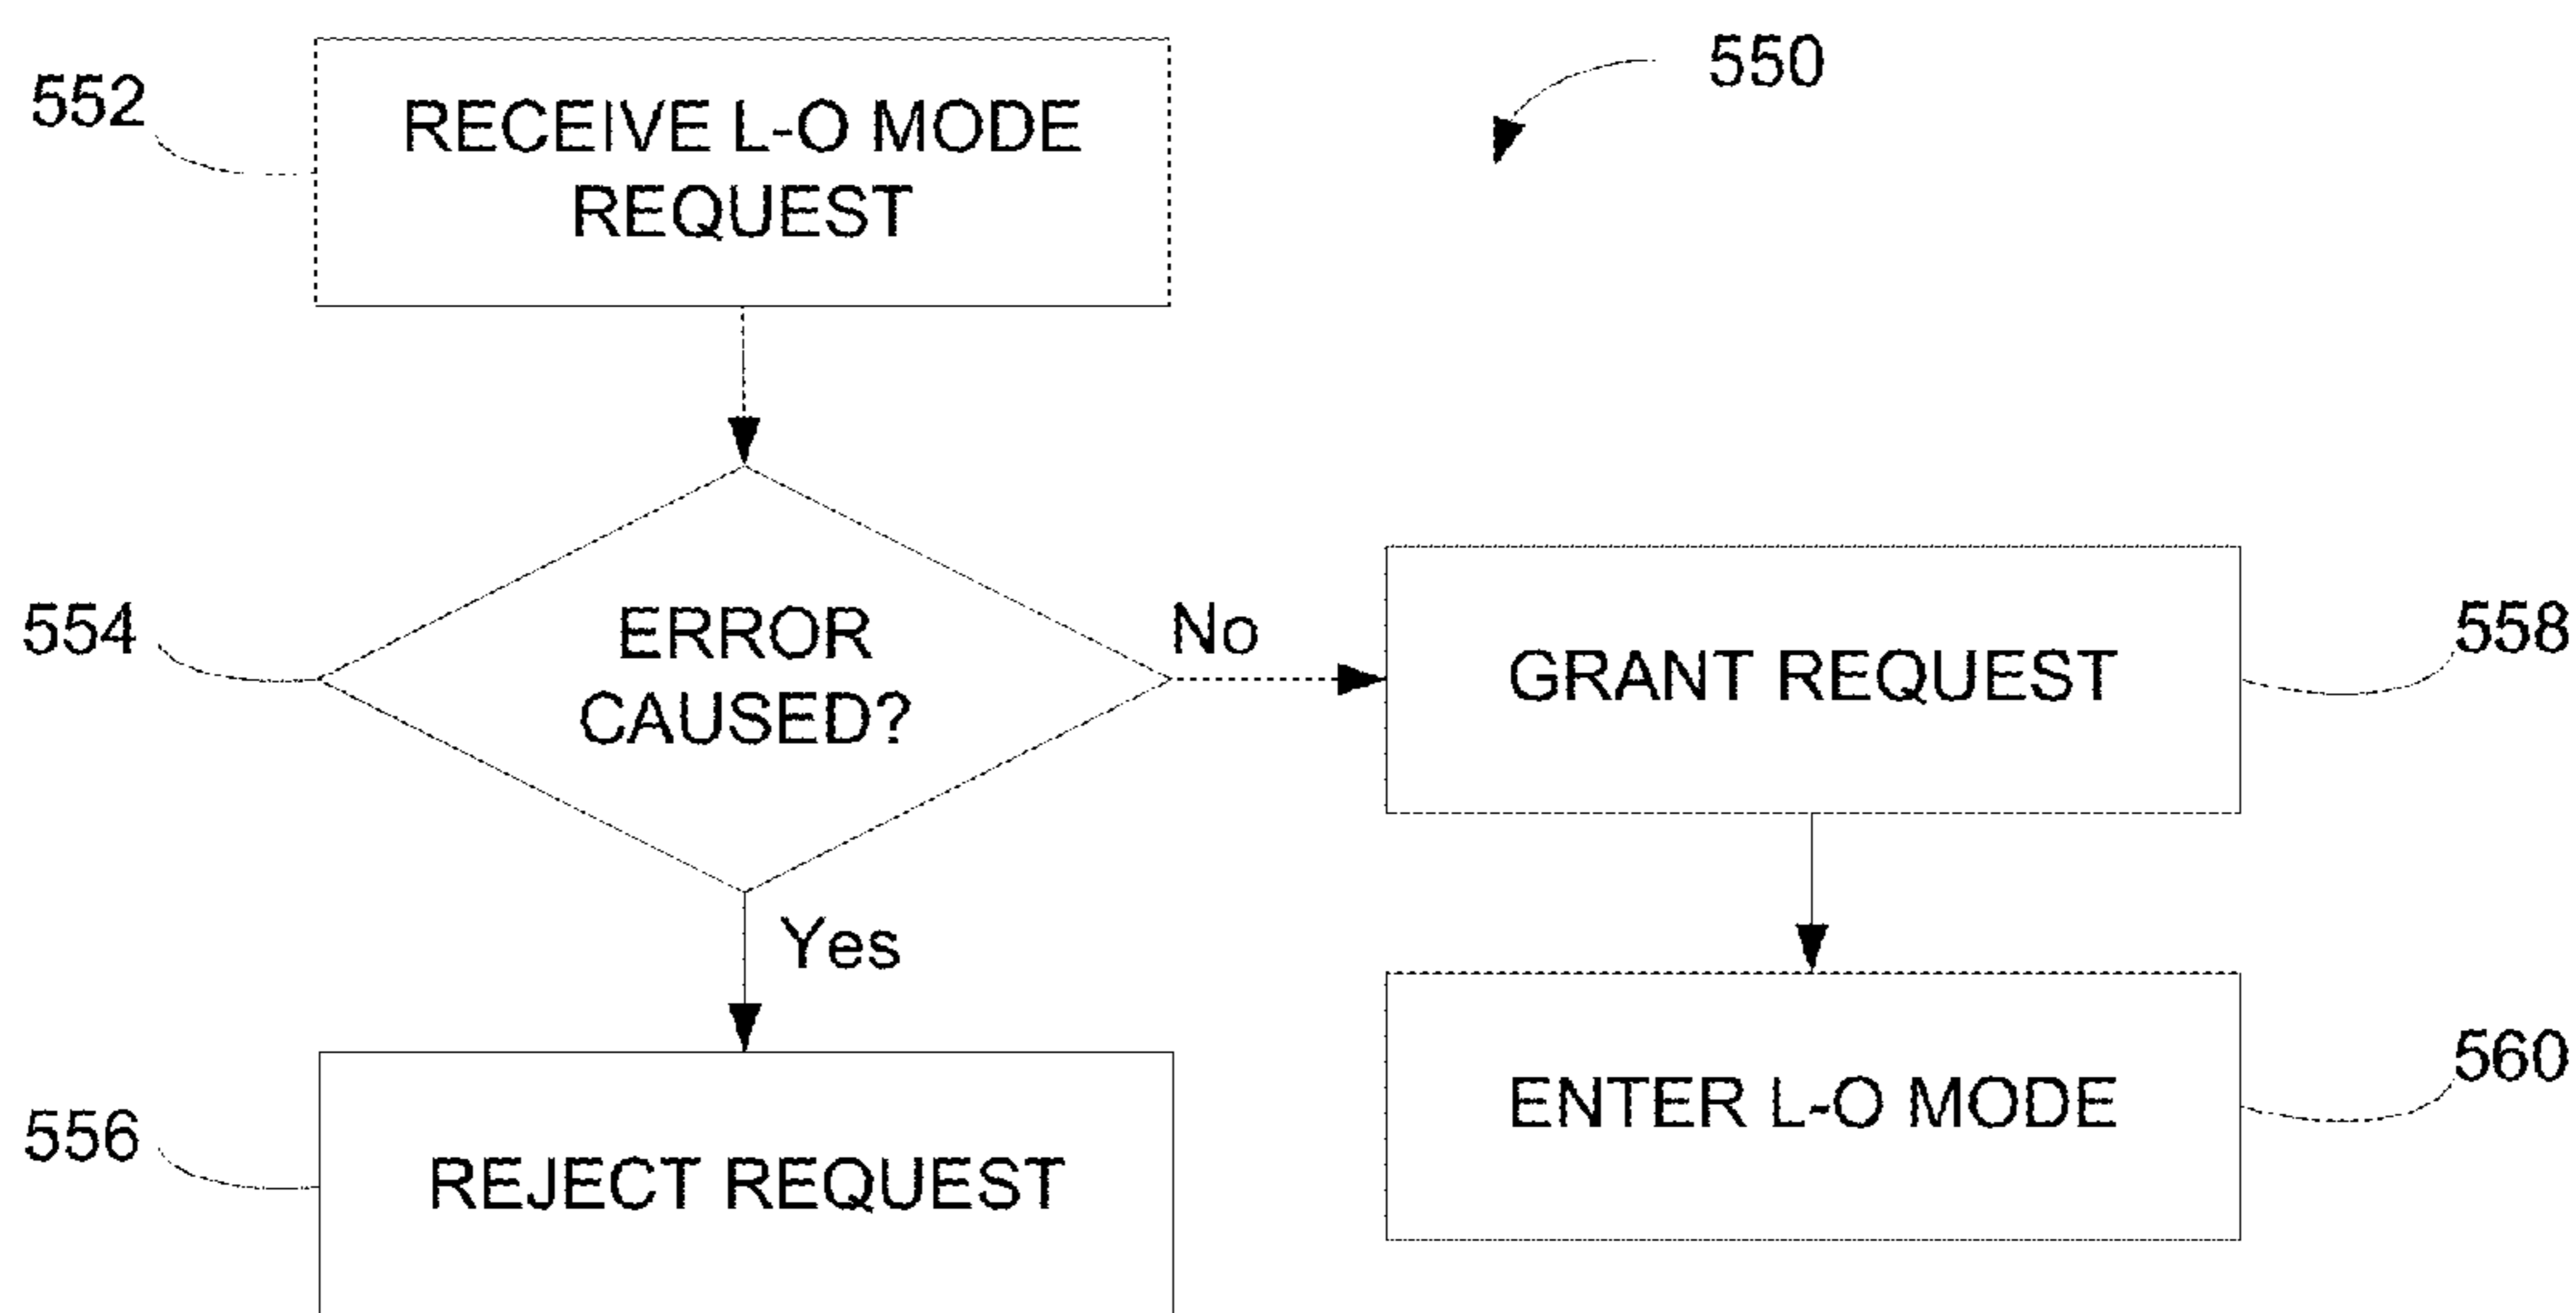 550
552
RECEIVE L-O MODE
REQUEST
554
ERROR
CAUSED?
No
558
GRANT REQUEST
Yes
560
ENTER L-O MODE
556
REJECT REQUEST